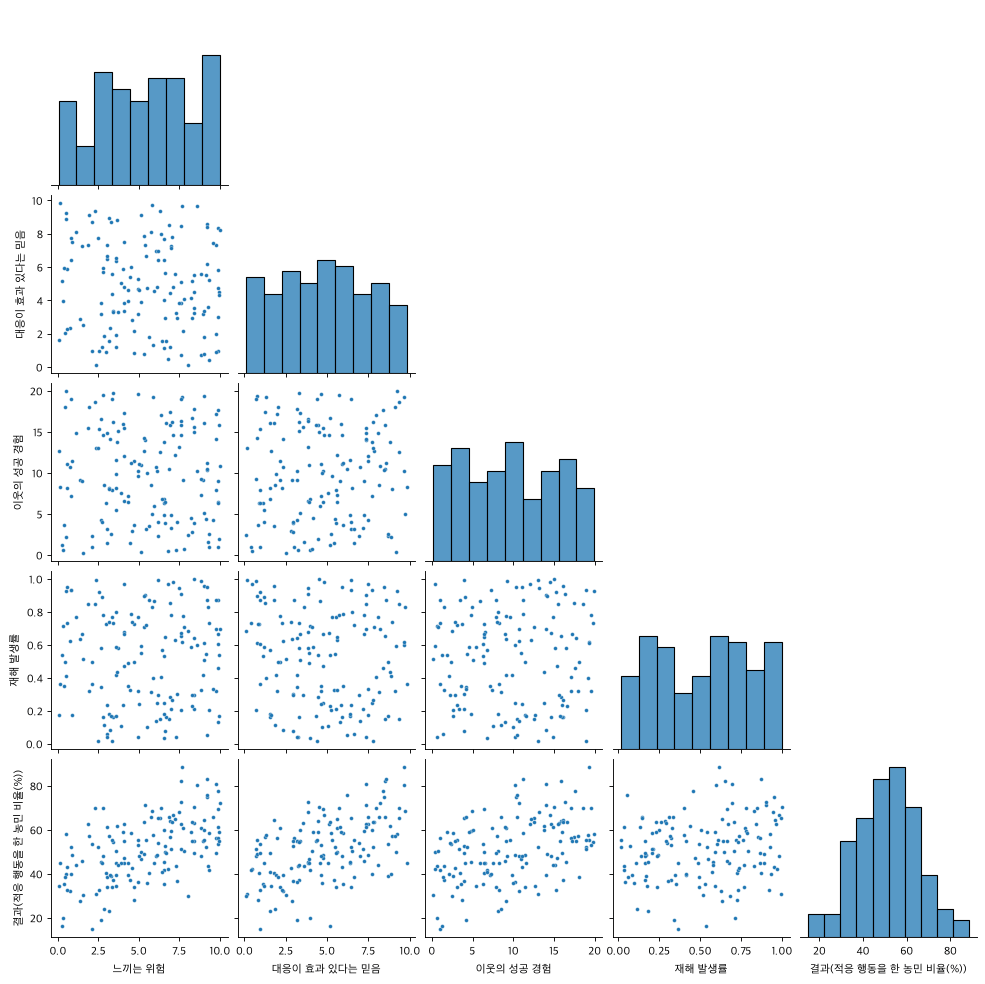 대응이 효과 있다는 믿음
10
8
6
4
2
0
이웃의 성공 경험
20
15
10
5
0
재해 발생률
1.0
0.8
0.6
0.4
0.2
0.0
결과(적응 행동을 한 농민 비율(%))
80
60
40
20
0.0 2.5 5.0 7.5 10.0
0.0 2.5 5.0 7.5 10.0
0 5 10 15 20
0.00 0.25 0.50 0.75 1.00
20 40 60 80
느끼는 위험
대응이 효과 있다는 믿음
이웃의 성공 경험
재해 발생률
결과(적응 행동을 한 농민 비율(%))